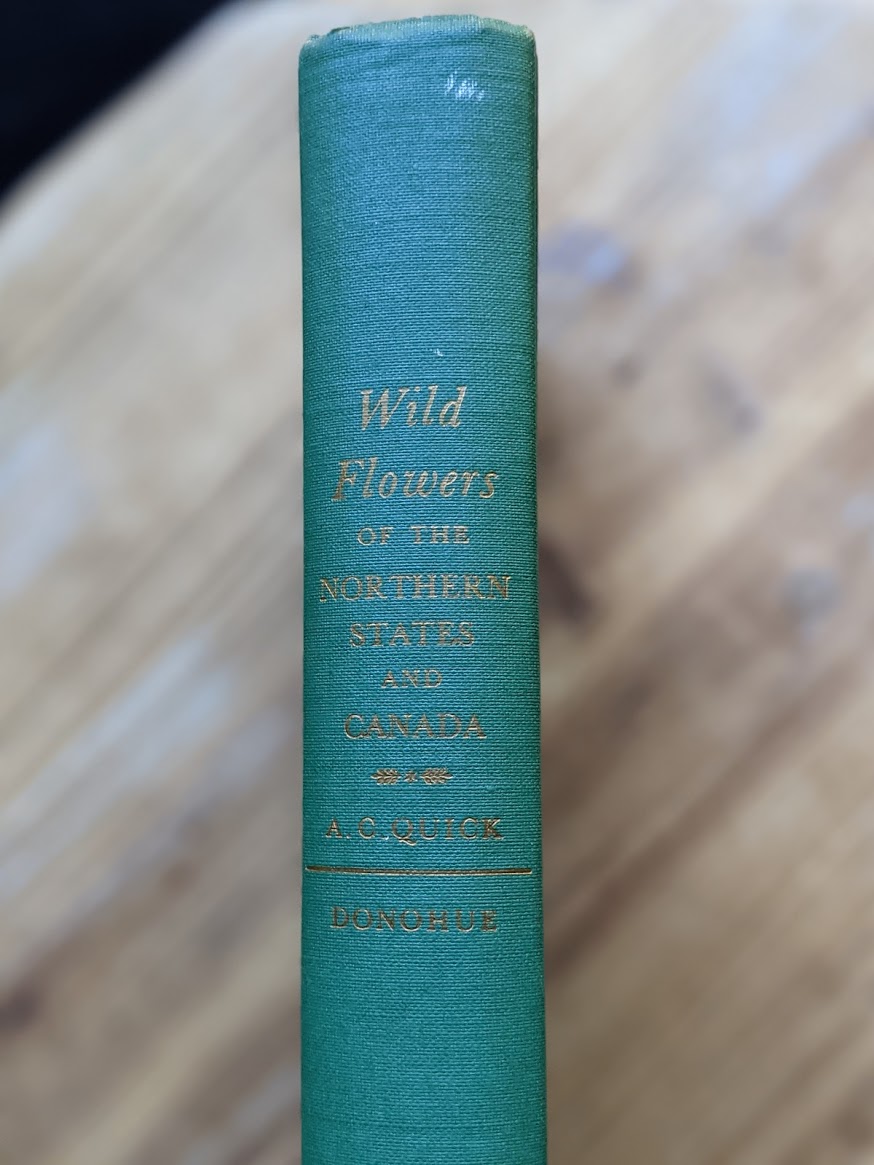 Wild
Flowers
OF THE
NORTHERN
STATES
AND
CANADA
A.C.QUICK
DONOHUE